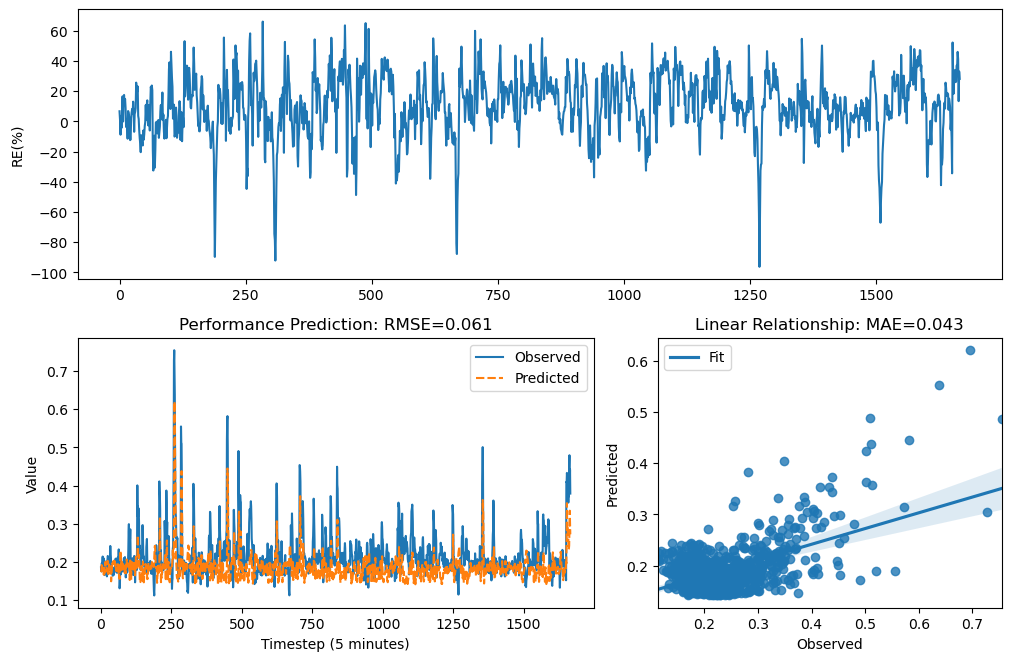 60
40
20
0
−20
−40
−60
−80
−100
RE(%)
0 250 500 750 1000 1250 1500
Performance Prediction: RMSE=0.061
Observed
Predicted
0.7
0.6
0.5
0.4
0.3
0.2
0.1
Value
0 250 500 750 1000 1250 1500
Timestep (5 minutes)
Linear Relationship: MAE=0.043
Fit
0.6
0.5
0.4
0.3
0.2
Predicted
0.2 0.3 0.4 0.5 0.6 0.7
Observed